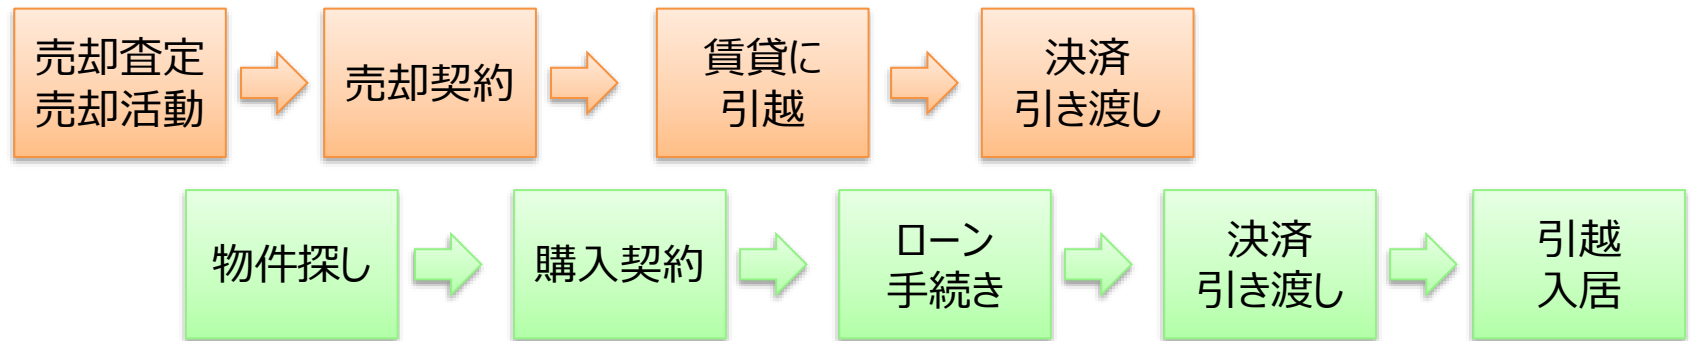 売却査定
売却活動
売却契約
賃貸に
引越
決済
引き渡し
物件探し
購入契約
ローン
手続き
決済
引き渡し
引越
入居